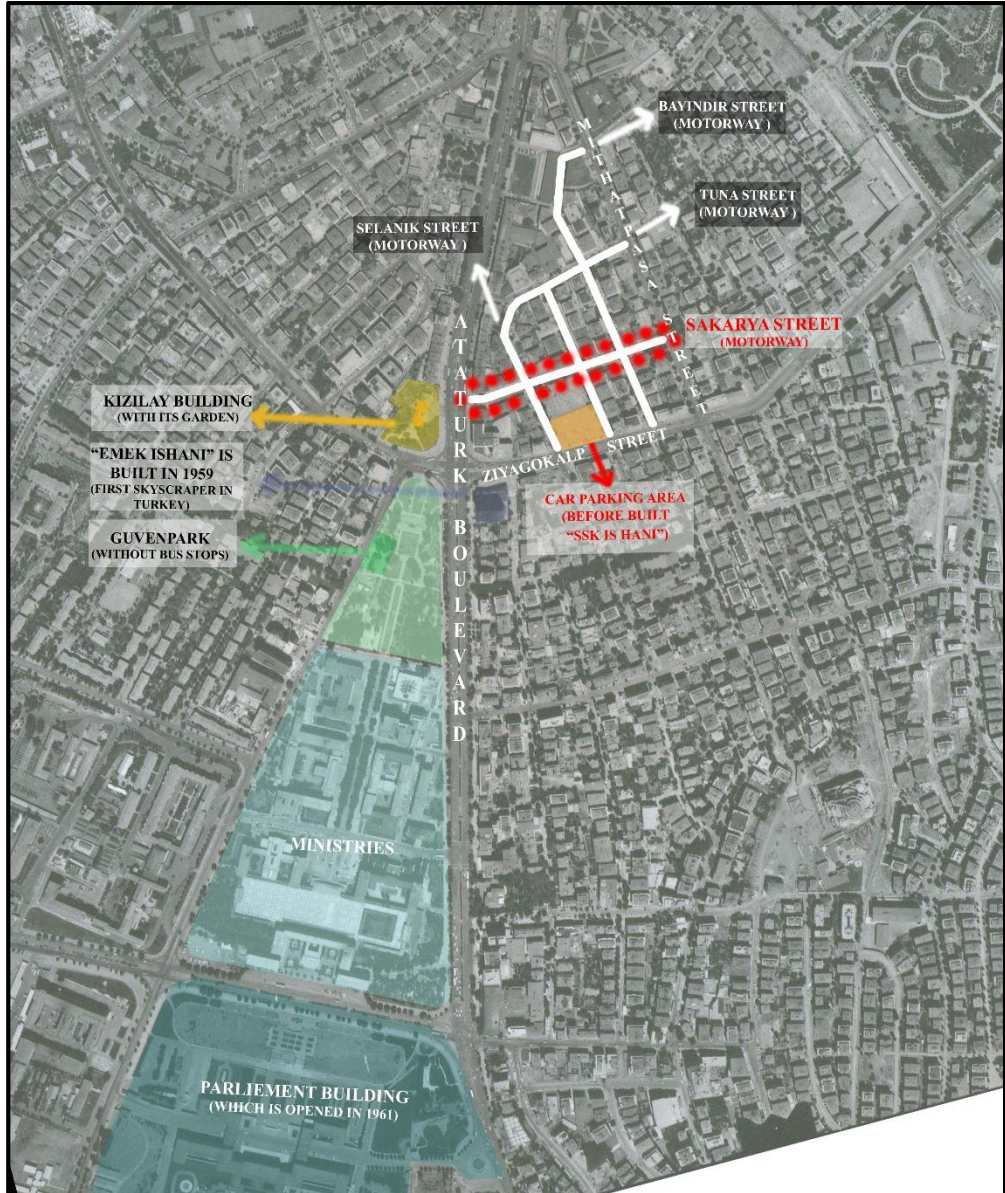 BAYINDIR STREET
(MOTORWAY )
MITHATPASA STREET
TUNA STREET
(MOTORWAY )
SELANIK STREET
(MOTORWAY )
ATATURK BOULEVARD
SAKARYA STREET
(MOTORWAY)
KIZILAY BUILDING
(WITH ITS GARDEN)
ZIYAGOKALP STREET
“EMEK ISHANI” IS
BUILT IN 1959
(FIRST SKYSCRAPER IN
TURKEY)
CAR PARKING AREA
(BEFORE BUILT
“SSK IS HANI”)
GUVENPARK
(WITHOUT BUS STOPS)
MINISTRIES
PARLIEMENT BUILDING
(WHICH IS OPENED IN 1961)